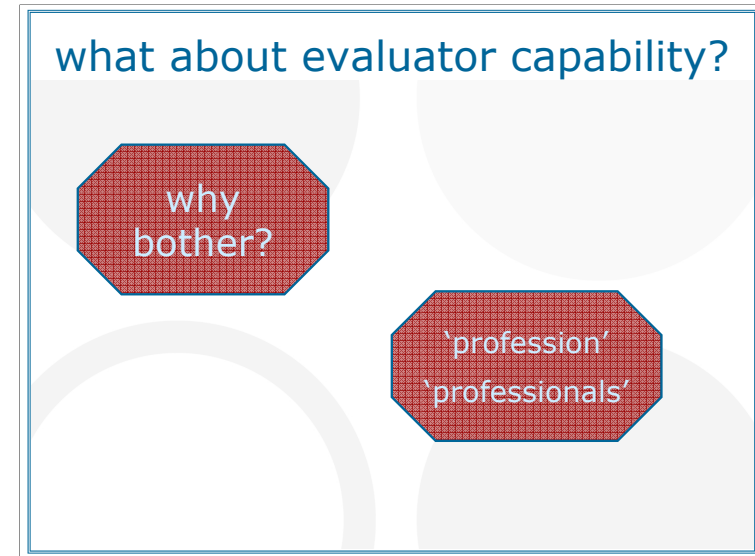 what about evaluator capability?
why
bother?
‘profession’
‘professionals’